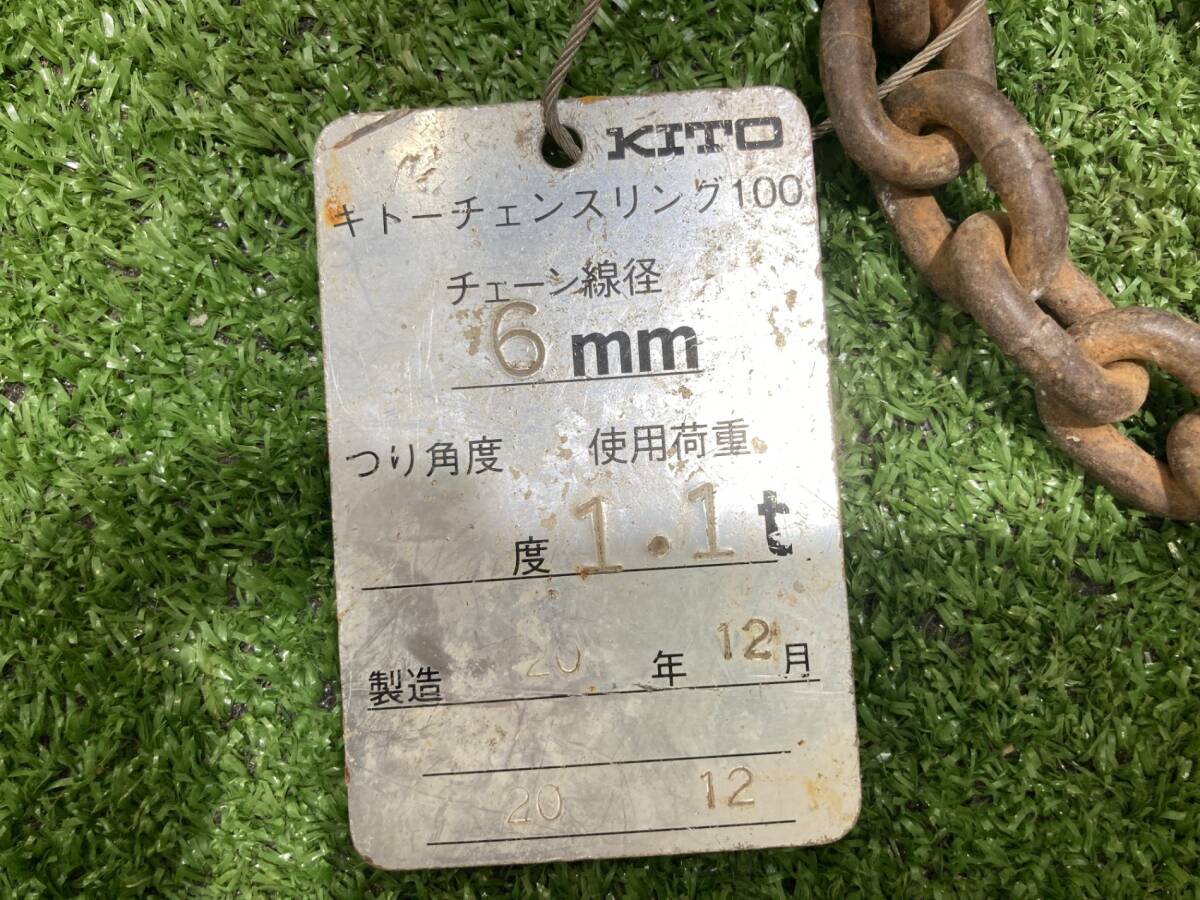 KITO
キトーチェンスリング100
チェーン線径
6 mm
つり角度 使用荷重
度 1.1 t
製造 20 年 12 月
20 12